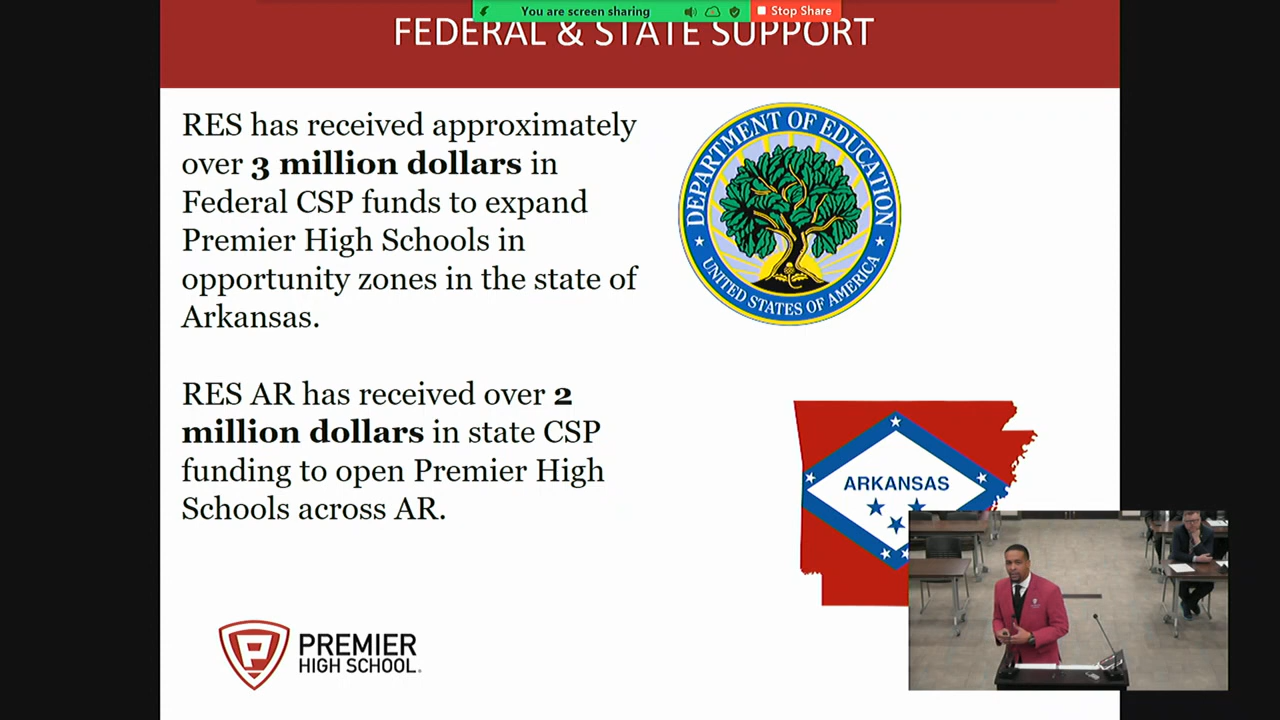 You are screen sharing
Stop Share
FEDERAL & STATE SUPPORT
RES has received approximately
over 3 million dollars in
Federal CSP funds to expand
Premier High Schools in
opportunity zones in the state of
Arkansas.
DEPARTMENT OF EDUCATION
UNITED STATES OF AMERICA
RES AR has received over 2
million dollars in state CSP
funding to open Premier High
Schools across AR.
ARKANSAS
P
PREMIER
HIGH SCHOOL